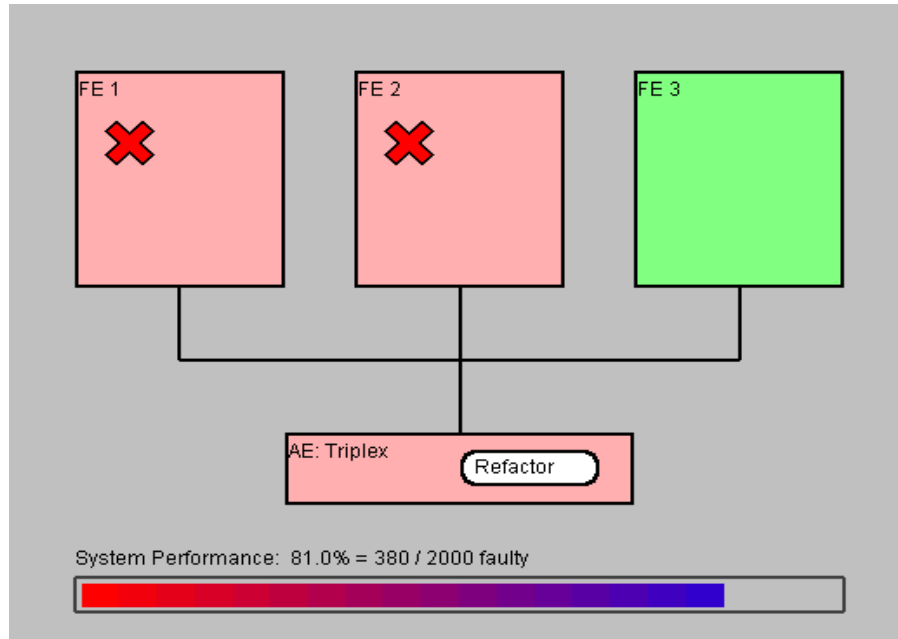 FE 1
FE 2
FE 3
AE: Triplex
Refactor
System Performance:  81.0% = 380 / 2000 faulty